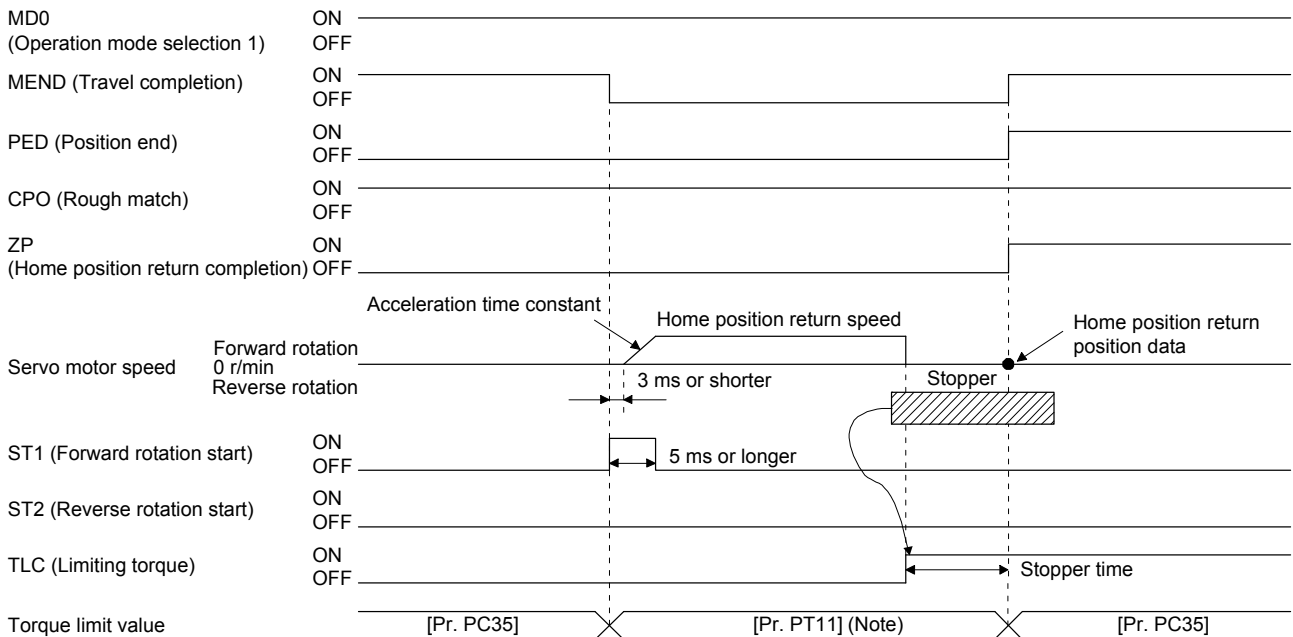 MD0 ON
(Operation mode selection 1) OFF
MEND (Travel completion) ON
OFF
PED (Position end) ON
OFF
CPO (Rough match) ON
OFF
ZP ON
(Home position return completion) OFF
Acceleration time constant
Home position return speed
Home position return
position data
Servo motor speed
Forward rotation
0 r/min
Reverse rotation
3 ms or shorter
Stopper
ST1 (Forward rotation start) ON
OFF
5 ms or longer
ST2 (Reverse rotation start) ON
OFF
TLC (Limiting torque) ON
OFF
Stopper time
Torque limit value [Pr. PC35] [Pr. PT11] (Note) [Pr. PC35]